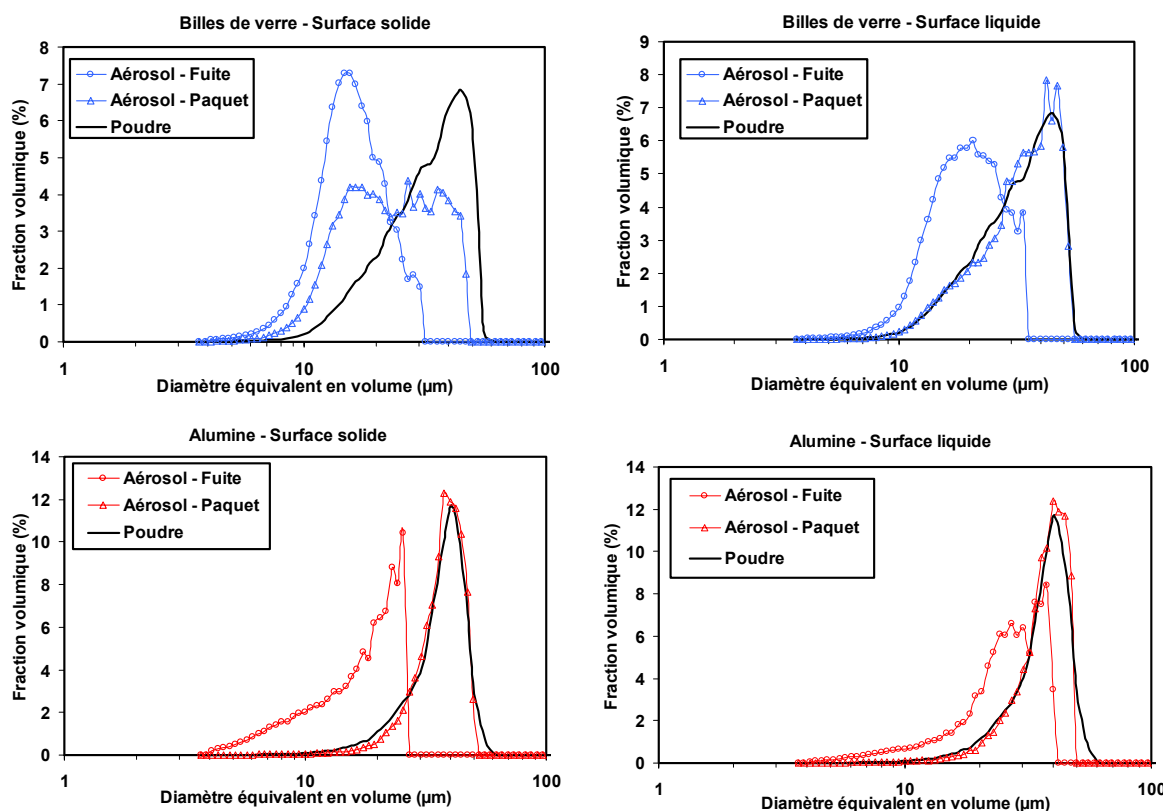 Billes de verre - Surface solide
Fraction volumique (%)
8
7
6
5
4
3
2
1
0
Aérosol - Fuite
Aérosol - Paquet
Poudre
1
10
100
Diamètre équivalent en volume (µm)
Billes de verre - Surface liquide
Fraction volumique (%)
9
8
7
6
5
4
3
2
1
0
Aérosol - Fuite
Aérosol - Paquet
Poudre
1
10
100
Diamètre équivalent en volume (µm)
Alumine - Surface solide
Fraction volumique (%)
14
12
10
8
6
4
2
0
Aérosol - Fuite
Aérosol - Paquet
Poudre
1
10
100
Diamètre équivalent en volume (µm)
Alumine - Surface liquide
Fraction volumique (%)
14
12
10
8
6
4
2
0
Aérosol - Fuite
Aérosol - Paquet
Poudre
1
10
100
Diamètre équivalent en volume (µm)